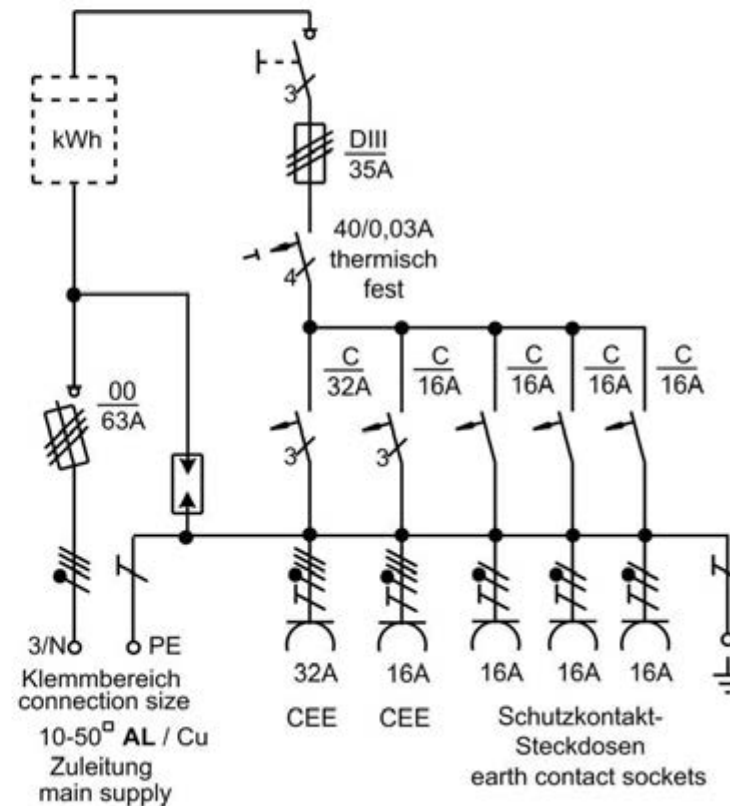 kWh
3
DIII
35A
40/0,03A
thermisch
fest
4
00
63A
C
32A
C
16A
C
16A
C
16A
C
16A
3
3
3/N
PE
Klemmbereich
connection size
10-50□ AL / Cu
Zuleitung
main supply
32A
CEE
16A
CEE
16A
16A
16A
Schutzkontakt-
Steckdosen
earth contact sockets